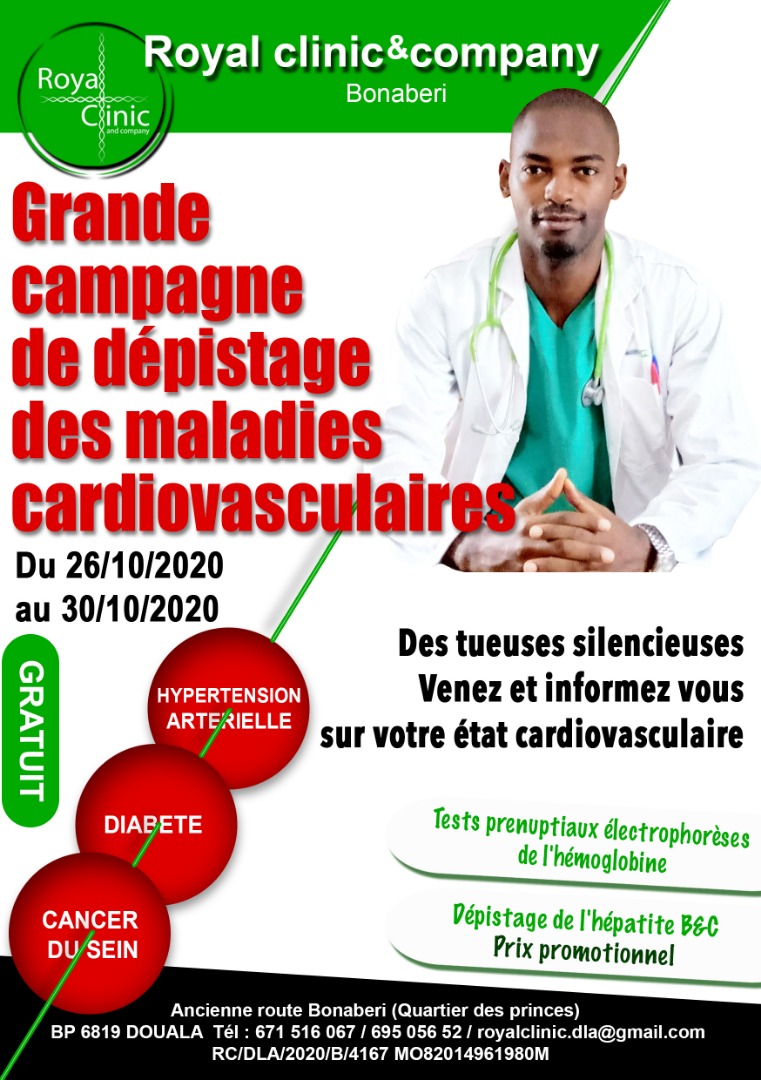 Royal clinic&company
Bonaberi
Royal
Clinic
and company
Grande
campagne
de dépistage
des maladies
cardiovasculaires
Du 26/10/2020
au 30/10/2020
GRATUIT
HYPERTENSION
ARTERIELLE
DIABETE
CANCER
DU SEIN
Des tueuses silencieuses
Venez et informez vous
sur votre état cardiovasculaire
Tests prenuptiaux électrophorèses
de l'hémoglobine
Dépistage de l'hépatite B&C
Prix promotionnel
Ancienne route Bonaberi (Quartier des princes)
BP 6819 DOUALA Tél : 671 516 067 / 695 056 52 / royalclinic.dla@gmail.com
RC/DLA/2020/B/4167 MO82014961980M